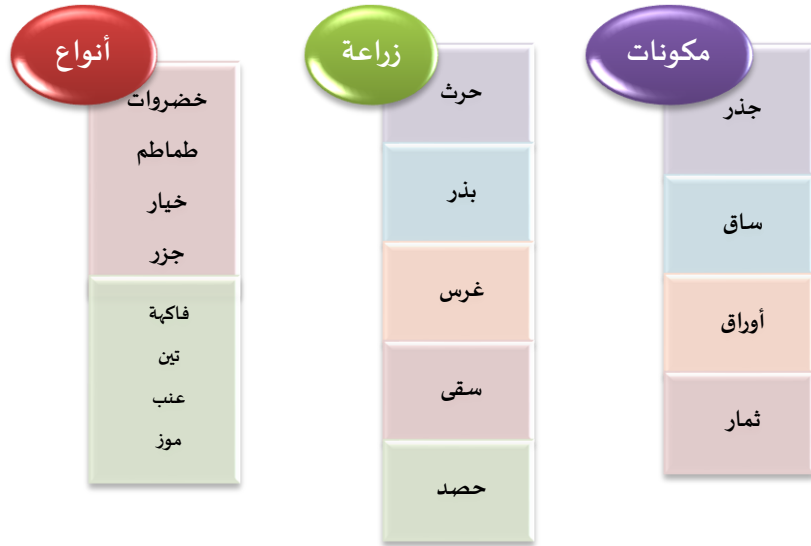 مكونات
جذر
ساق
أوراق
ثمار
زراعة
حرث
بذر
غرس
سقى
حصد
أنواع
خضروات
طماطم
خيار
جزر
فاكهة
تين
عنب
موز